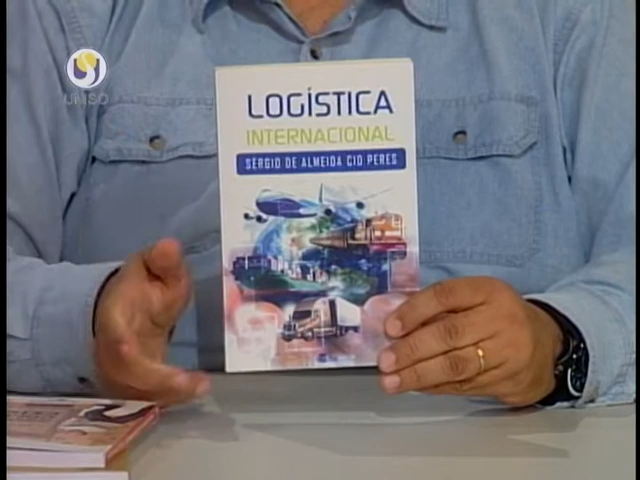 UNISO
LOGÍSTICA
INTERNACIONAL
SÉRGIO DE ALMEIDA CID PERES